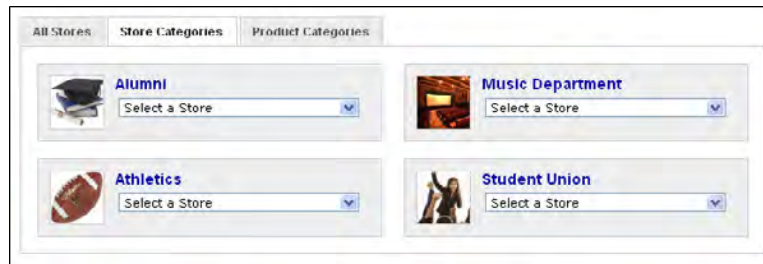 All Stores Store Categories Product Categories
Alumni
Select a Store
Music Department
Select a Store
Athletics
Select a Store
Student Union
Select a Store